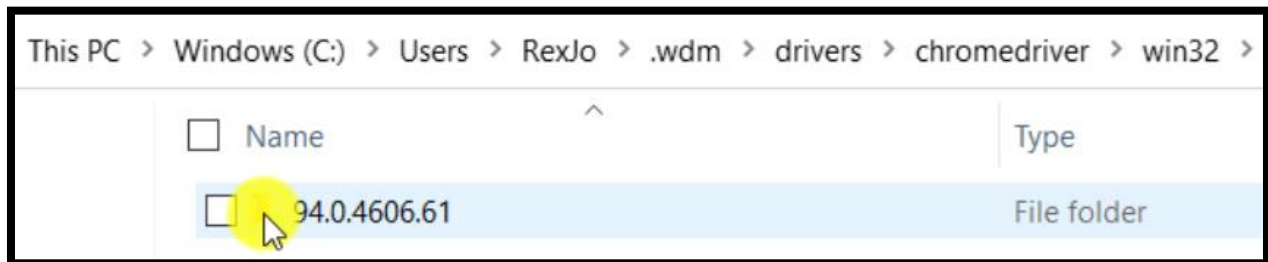 This PC > Windows (C:) > Users > RexJo > .wdm > drivers > chromedriver > win32 >
Name Type
94.0.4606.61 File folder